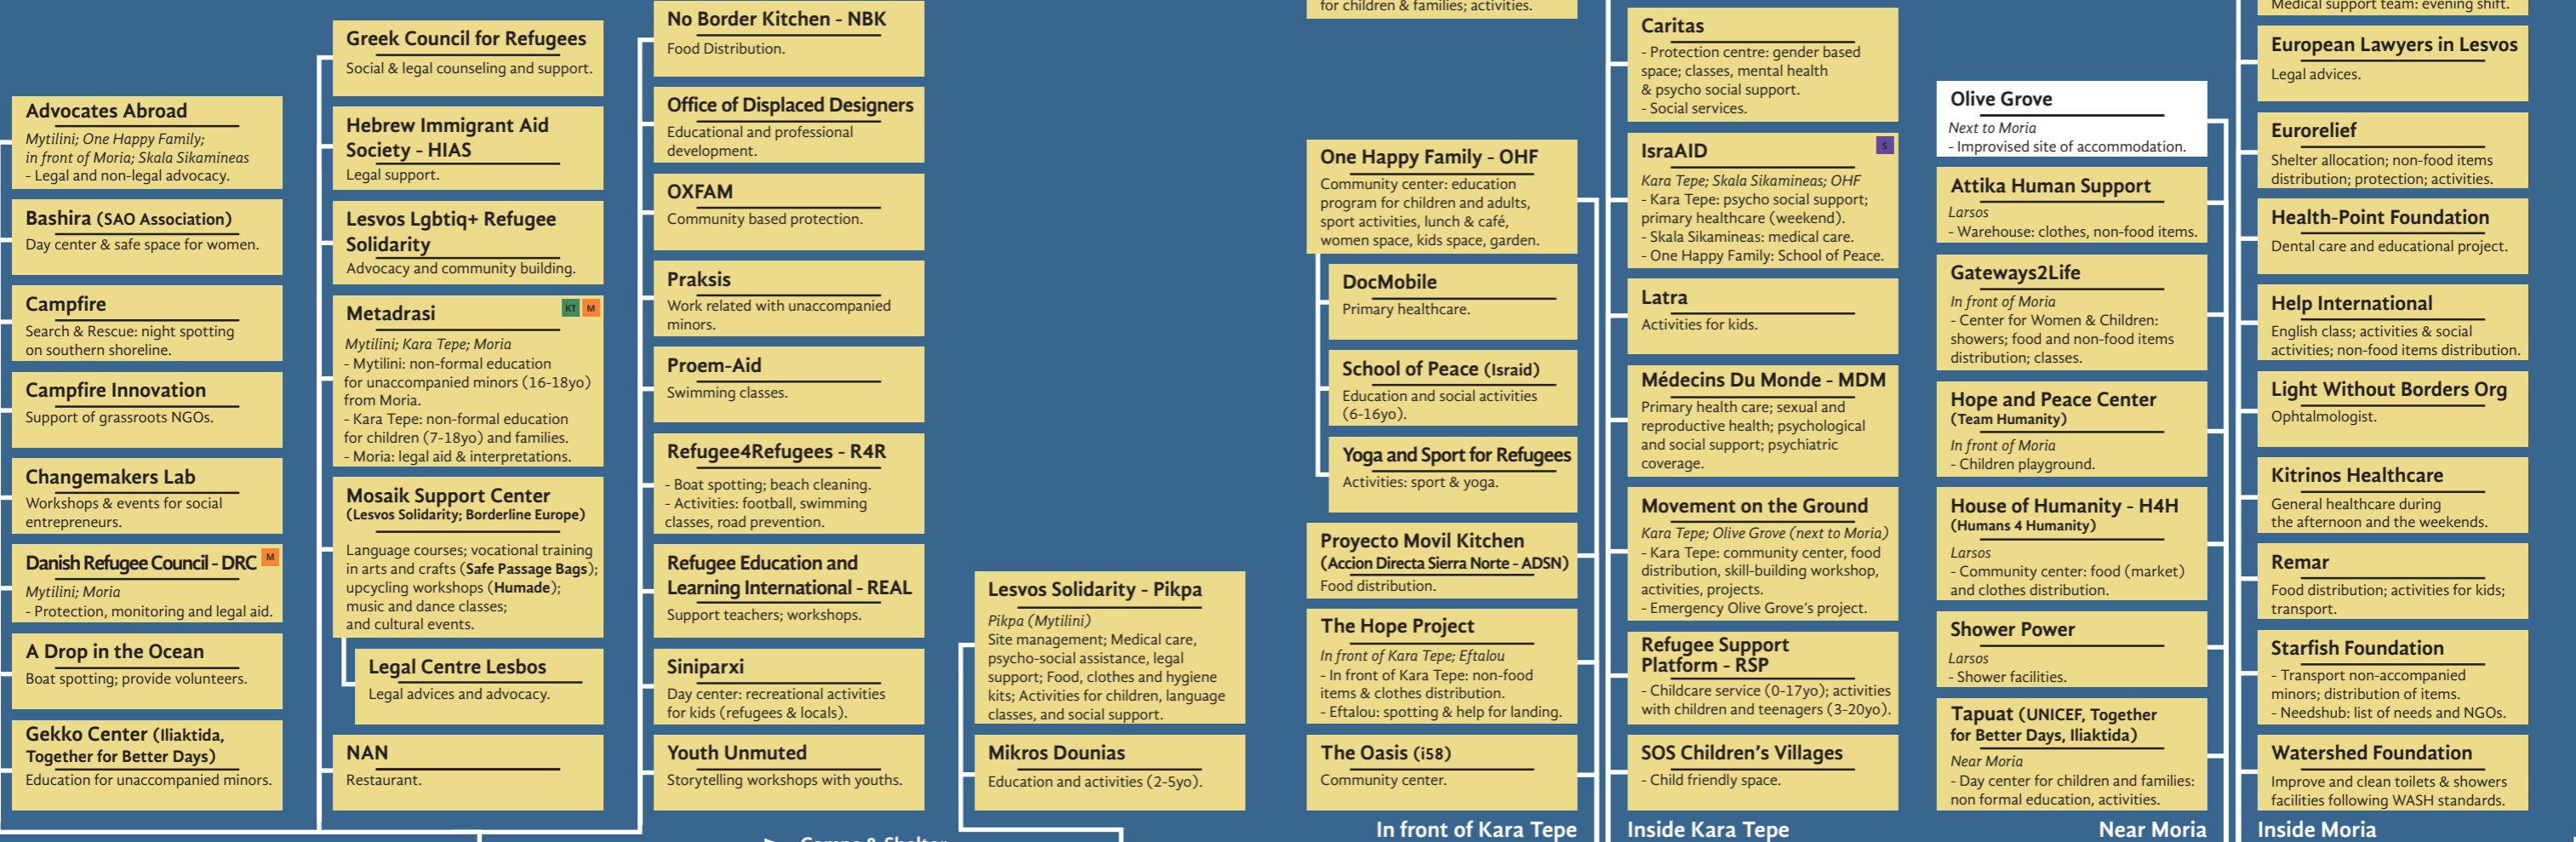 Advocates Abroad
Mytilini; One Happy Family;
in front of Moria; Skala Sikamineas
- Legal and non-legal advocacy.
Bashira (SAO Association)
Day center & safe space for women.
Campfire
Search & Rescue: night spotting
on southern shoreline.
Campfire Innovation
Support of grassroots NGOs.
Changemakers Lab
Workshops & events for social
entrepreneurs.
Danish Refugee Council - DRC
M
Mytilini; Moria
- Protection, monitoring and legal aid.
A Drop in the Ocean
Boat spotting; provide volunteers.
Gekko Center (Iliaktida,
Together for Better Days)
Education for unaccompanied minors.
Greek Council for Refugees
Social & legal counseling and support.
Hebrew Immigrant Aid
Society - HIAS
Legal support.
Lesvos Lgbtiq+ Refugee
Solidarity
Advocacy and community building.
Metadrasi
KT M
Mytilini; Kara Tepe; Moria
- Mytilini: non-formal education
for unaccompanied minors (16-18yo)
from Moria.
- Kara Tepe: non-formal education
for children (7-18yo) and families.
- Moria: legal aid & interpretations.
Mosaik Support Center
(Lesvos Solidarity; Borderline Europe)
Language courses; vocational training
in arts and crafts (Safe Passage Bags);
upcycling workshops (Humade);
music and dance classes;
and cultural events.
Legal Centre Lesbos
Legal advices and advocacy.
NAN
Restaurant.
No Border Kitchen - NBK
Food Distribution.
Office of Displaced Designers
Educational and professional
development.
OXFAM
Community based protection.
Praksis
Work related with unaccompanied
minors.
Proem-Aid
Swimming classes.
Refugee4Refugees - R4R
- Boat spotting; beach cleaning.
- Activities: football, swimming
classes, road prevention.
Refugee Education and
Learning International - REAL
Support teachers; workshops.
Siniparxi
Day center: recreational activities
for kids (refugees & locals).
Youth Unmuted
Storytelling workshops with youths.
Lesvos Solidarity - Pikpa
Pikpa (Mytilini)
Site management; Medical care,
psycho-social assistance, legal
support; Food, clothes and hygiene
kits; Activities for children, language
classes, and social support.
Mikros Dounias
Education and activities (2-5yo).
for children & families; activities.
One Happy Family - OHF
Community center: education
program for children and adults,
sport activities, lunch & café,
women space, kids space, garden.
DocMobile
Primary healthcare.
School of Peace (Israid)
Education and social activities
(6-16yo).
Yoga and Sport for Refugees
Activities: sport & yoga.
Proyecto Movil Kitchen
(Accion Directa Sierra Norte - ADSN)
Food distribution.
The Hope Project
In front of Kara Tepe; Eftalou
- In front of Kara Tepe: non-food
items & clothes distribution.
- Eftalou: spotting & help for landing.
The Oasis (i58)
Community center.
In front of Kara Tepe
Caritas
- Protection centre: gender based
space; classes, mental health
& psycho social support.
- Social services.
IsraAID
S
Kara Tepe; Skala Sikamineas; OHF
- Kara Tepe: psycho social support;
primary healthcare (weekend).
- Skala Sikamineas: medical care.
- One Happy Family: School of Peace.
Latra
Activities for kids.
Médecins Du Monde - MDM
Primary health care; sexual and
reproductive health; psychological
and social support; psychiatric
coverage.
Movement on the Ground
Kara Tepe; Olive Grove (next to Moria)
- Kara Tepe: community center, food
distribution, skill-building workshop,
activities, projects.
- Emergency Olive Grove's project.
Refugee Support
Platform - RSP
- Childcare service (0-17yo); activities
with children and teenagers (3-20yo).
SOS Children's Villages
- Child friendly space.
Inside Kara Tepe
Olive Grove
Next to Moria
- Improvised site of accommodation.
Attika Human Support
Larsos
- Warehouse: clothes, non-food items.
Gateways2Life
In front of Moria
- Center for Women & Children:
showers; food and non-food items
distribution; classes.
Hope and Peace Center
(Team Humanity)
In front of Moria
- Children playground.
House of Humanity - H4H
(Humans 4 Humanity)
Larsos
- Community center: food (market)
and clothes distribution.
Shower Power
Larsos
- Shower facilities.
Tapuat (UNICEF, Together
for Better Days, Iliaktida)
Near Moria
- Day center for children and families:
non formal education, activities.
Near Moria
Medical support team: evening shift.
European Lawyers in Lesvos
Legal advices.
Eurorelief
Shelter allocation; non-food items
distribution; protection; activities.
Health-Point Foundation
Dental care and educational project.
Help International
English class; activities & social
activities; non-food items distribution.
Light Without Borders Org
Ophtalmologist.
Kitrinos Healthcare
General healthcare during
the afternoon and the weekends.
Remar
Food distribution; activities for kids;
transport.
Starfish Foundation
- Transport non-accompanied
minors; distribution of items.
- Needshub: list of needs and NGOs.
Watershed Foundation
Improve and clean toilets & showers
facilities following WASH standards.
Inside Moria